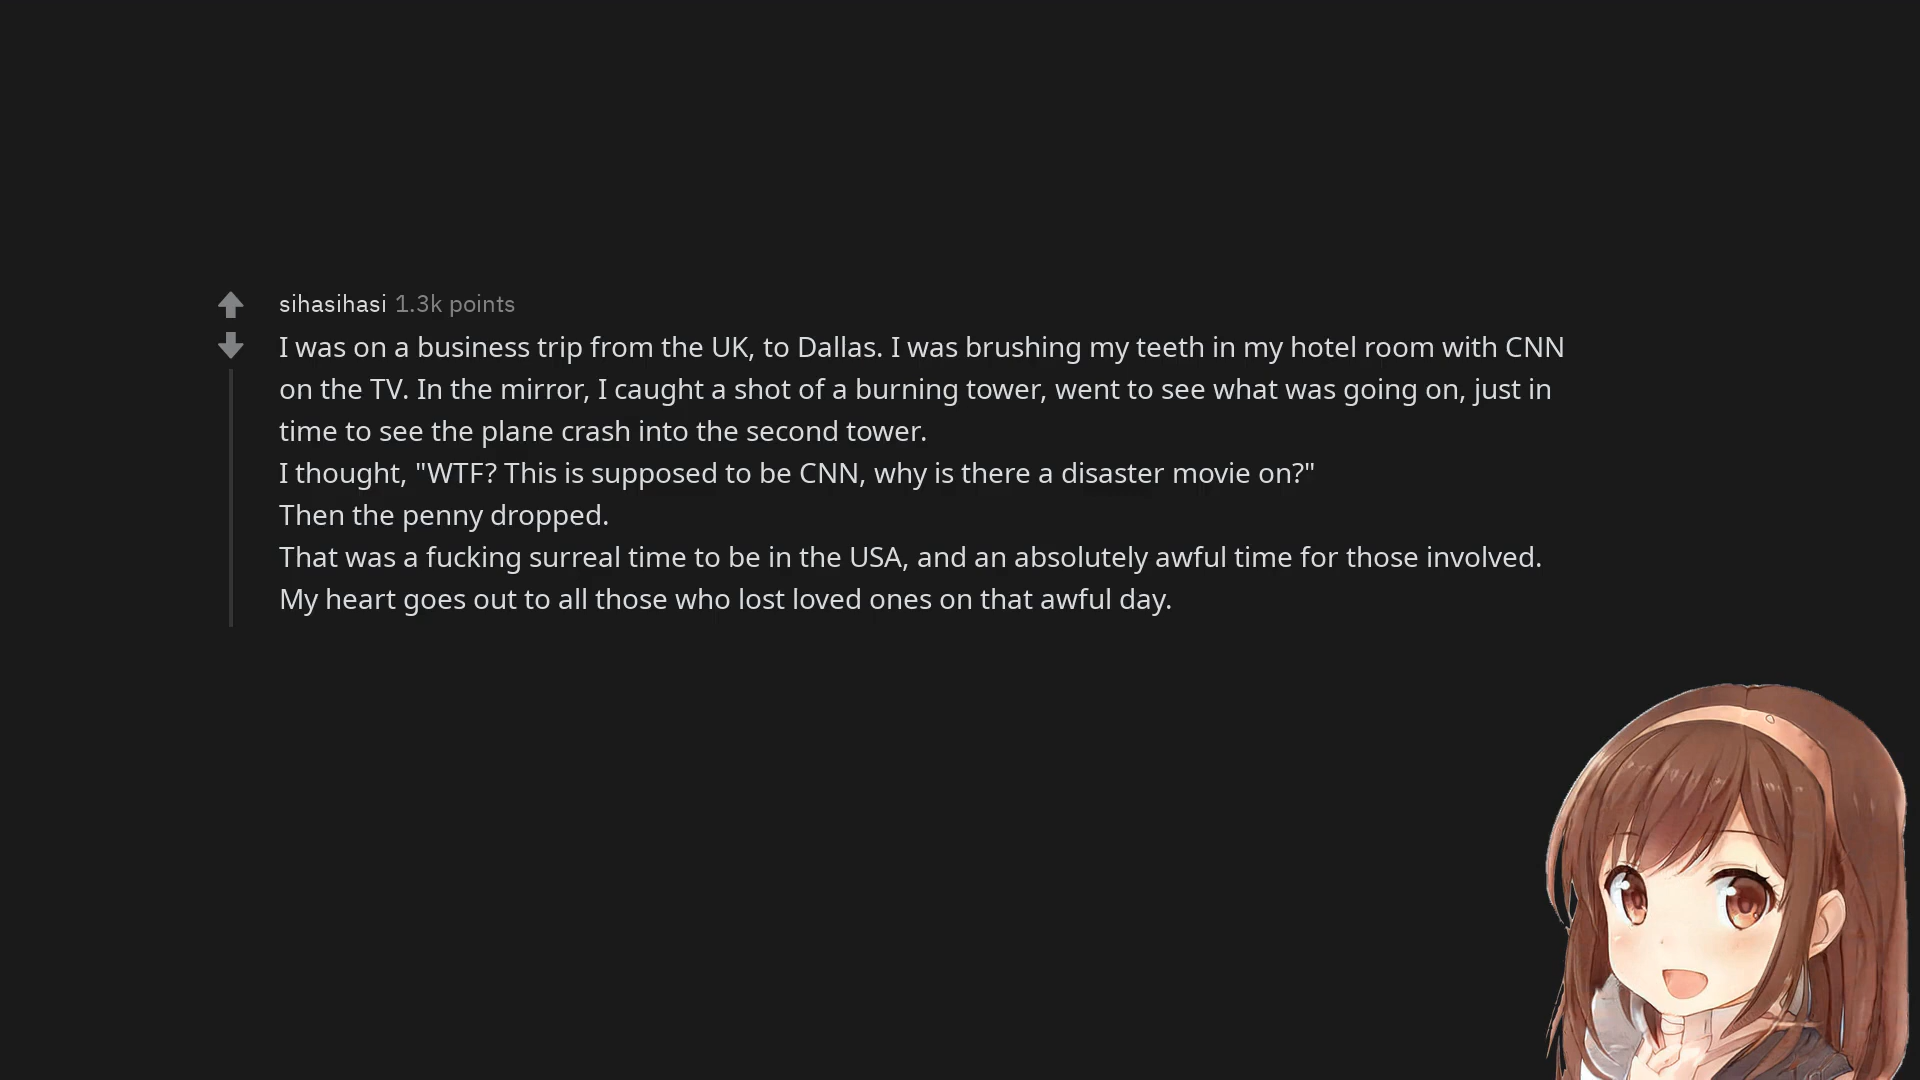 sihasihasi 1.3k points
I was on a business trip from the UK, to Dallas. I was brushing my teeth in my hotel room with CNN
on the TV. In the mirror, I caught a shot of a burning tower, went to see what was going on, just in
time to see the plane crash into the second tower.
I thought, "WTF? This is supposed to be CNN, why is there a disaster movie on?"
Then the penny dropped.
That was a fucking surreal time to be in the USA, and an absolutely awful time for those involved.
My heart goes out to all those who lost loved ones on that awful day.